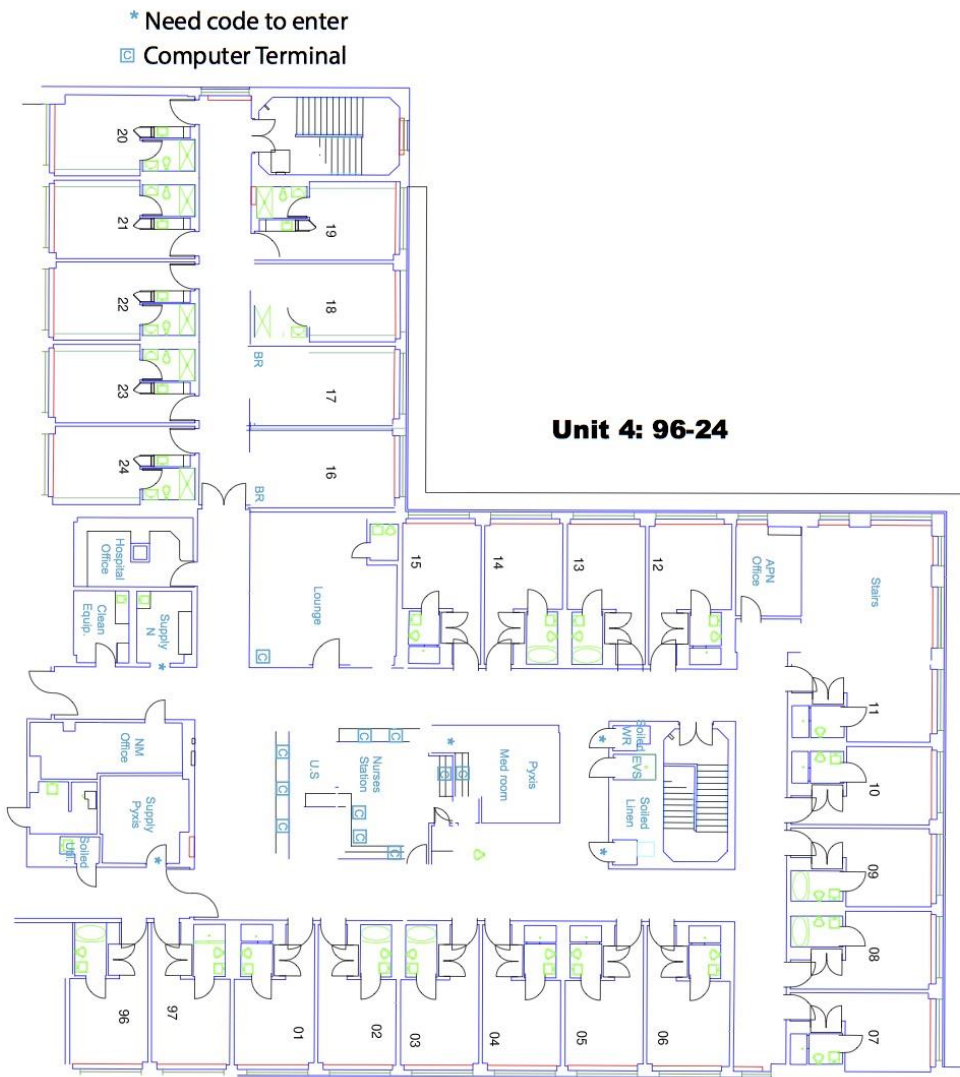 * Need code to enter
C Computer Terminal
20
21
19
22
18
BR
23
17
Unit 4: 96-24
24
16
BR
Hospital
Office
15
14
13
12
APN
Office
Stairs
Lounge
Clean
Equip.
Supply
N
*
C
11
NM
Office
C
C
C
U.S
C
C
Nurses
Station
*
C
C
Med room
Pyxis
Soiled
WR
*
EVS
10
Supply
Pyxis
C
C
C
C
Soiled
Linen
*
Soiled
Util.
*
09
08
96
97
01
02
03
04
05
06
07